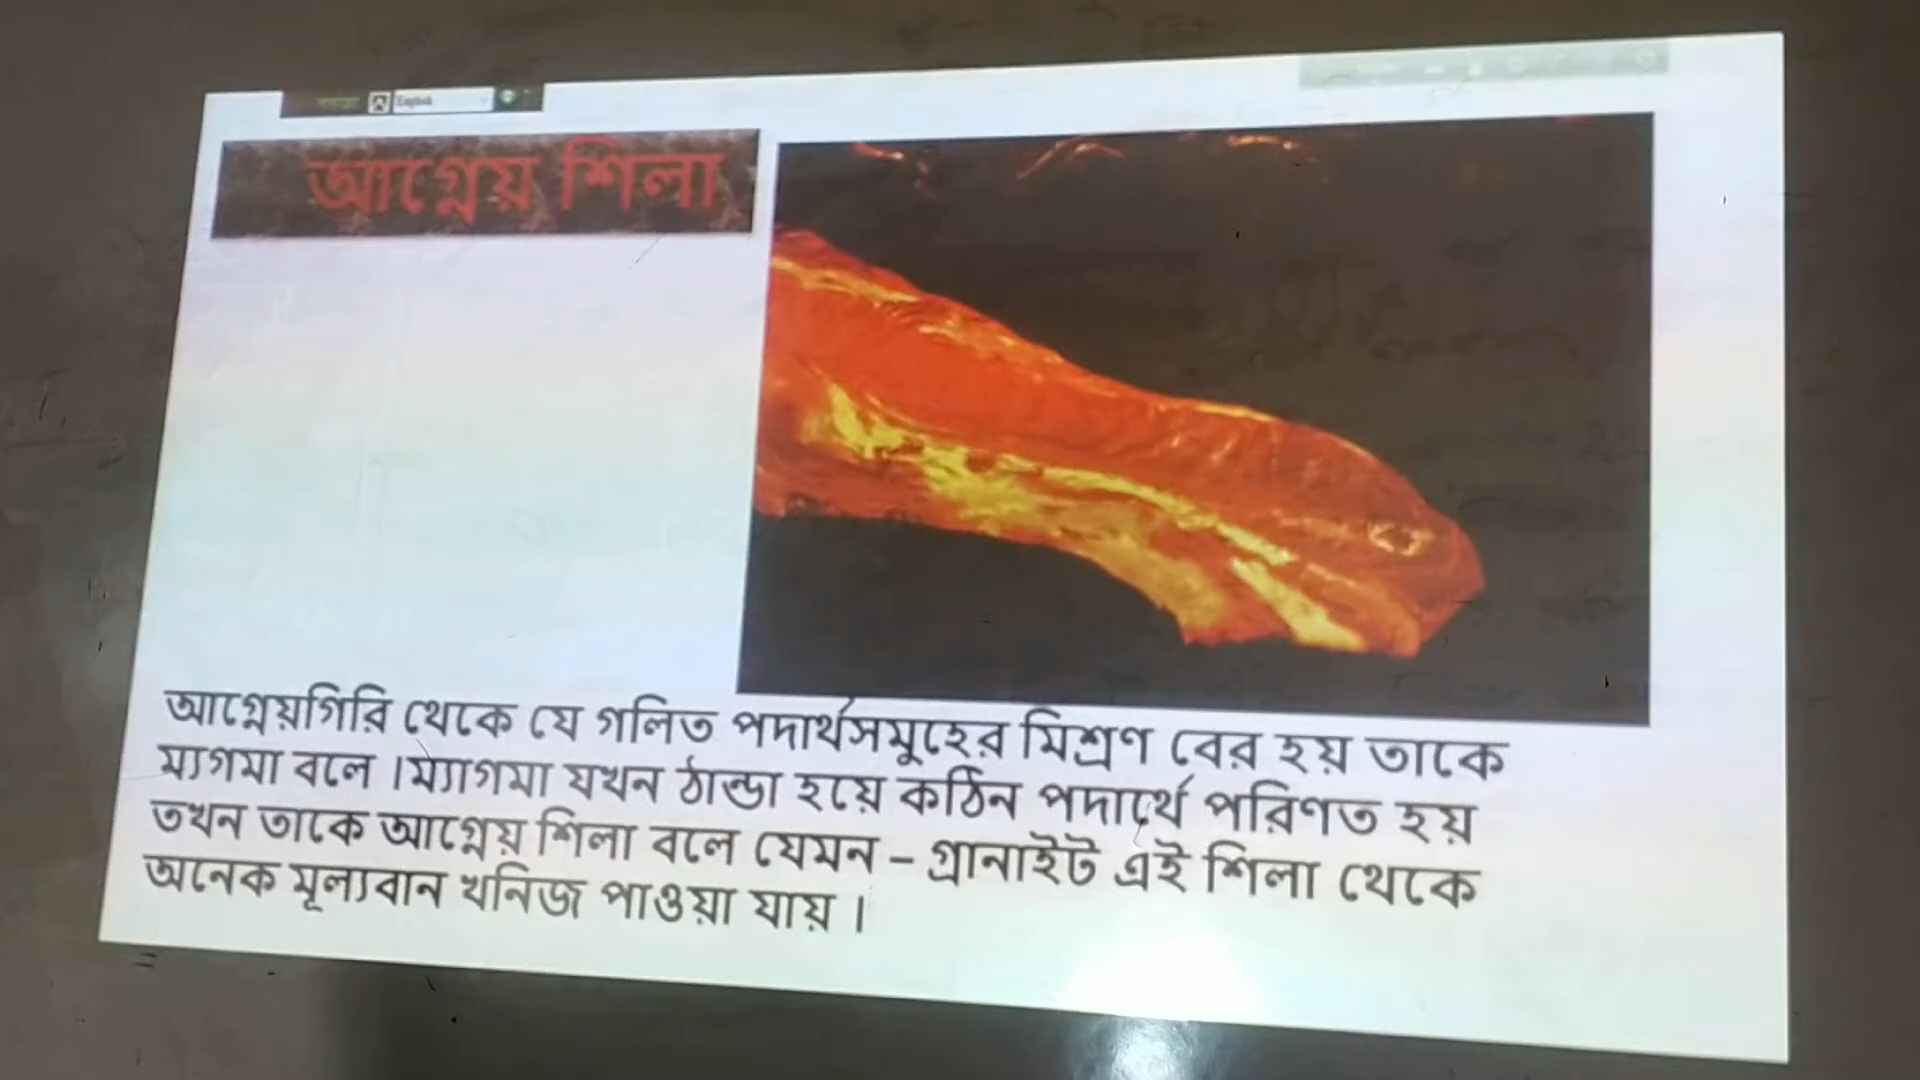 English
আগ্নেয় শিলা
আগ্নেয়গিরি থেকে যে গলিত পদার্থসমুহের মিশ্রণ বের হয় তাকে
ম্যগমা বলে ।ম্যাগমা যখন ঠান্ডা হয়ে কঠিন পদার্থে পরিণত হয়
তখন তাকে আগ্নেয় শিলা বলে যেমন – গ্রানাইট এই শিলা থেকে
অনেক মূল্যবান খনিজ পাওয়া যায় ।